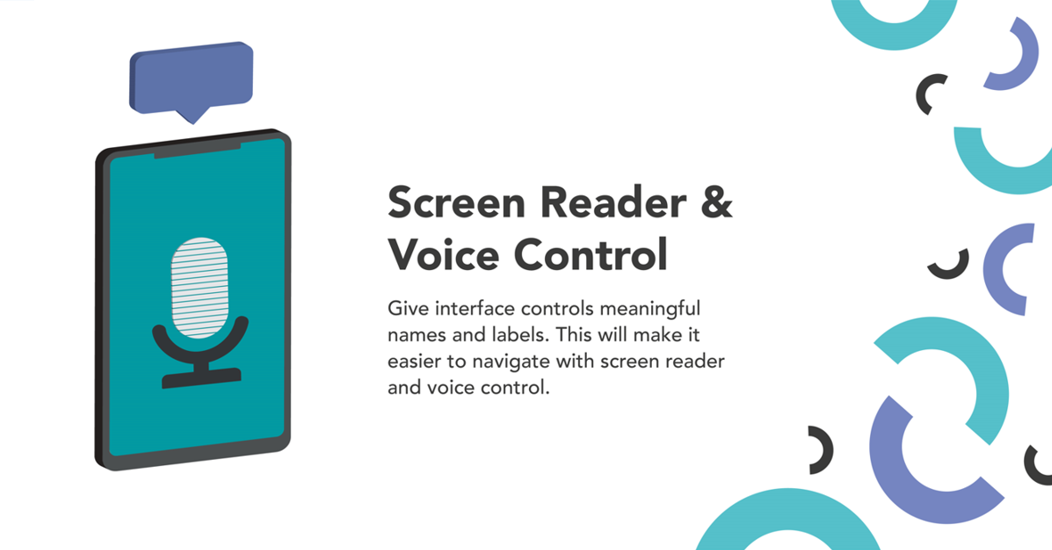 Screen Reader &
Voice Control
Give interface controls meaningful
names and labels. This will make it
easier to navigate with screen reader
and voice control.